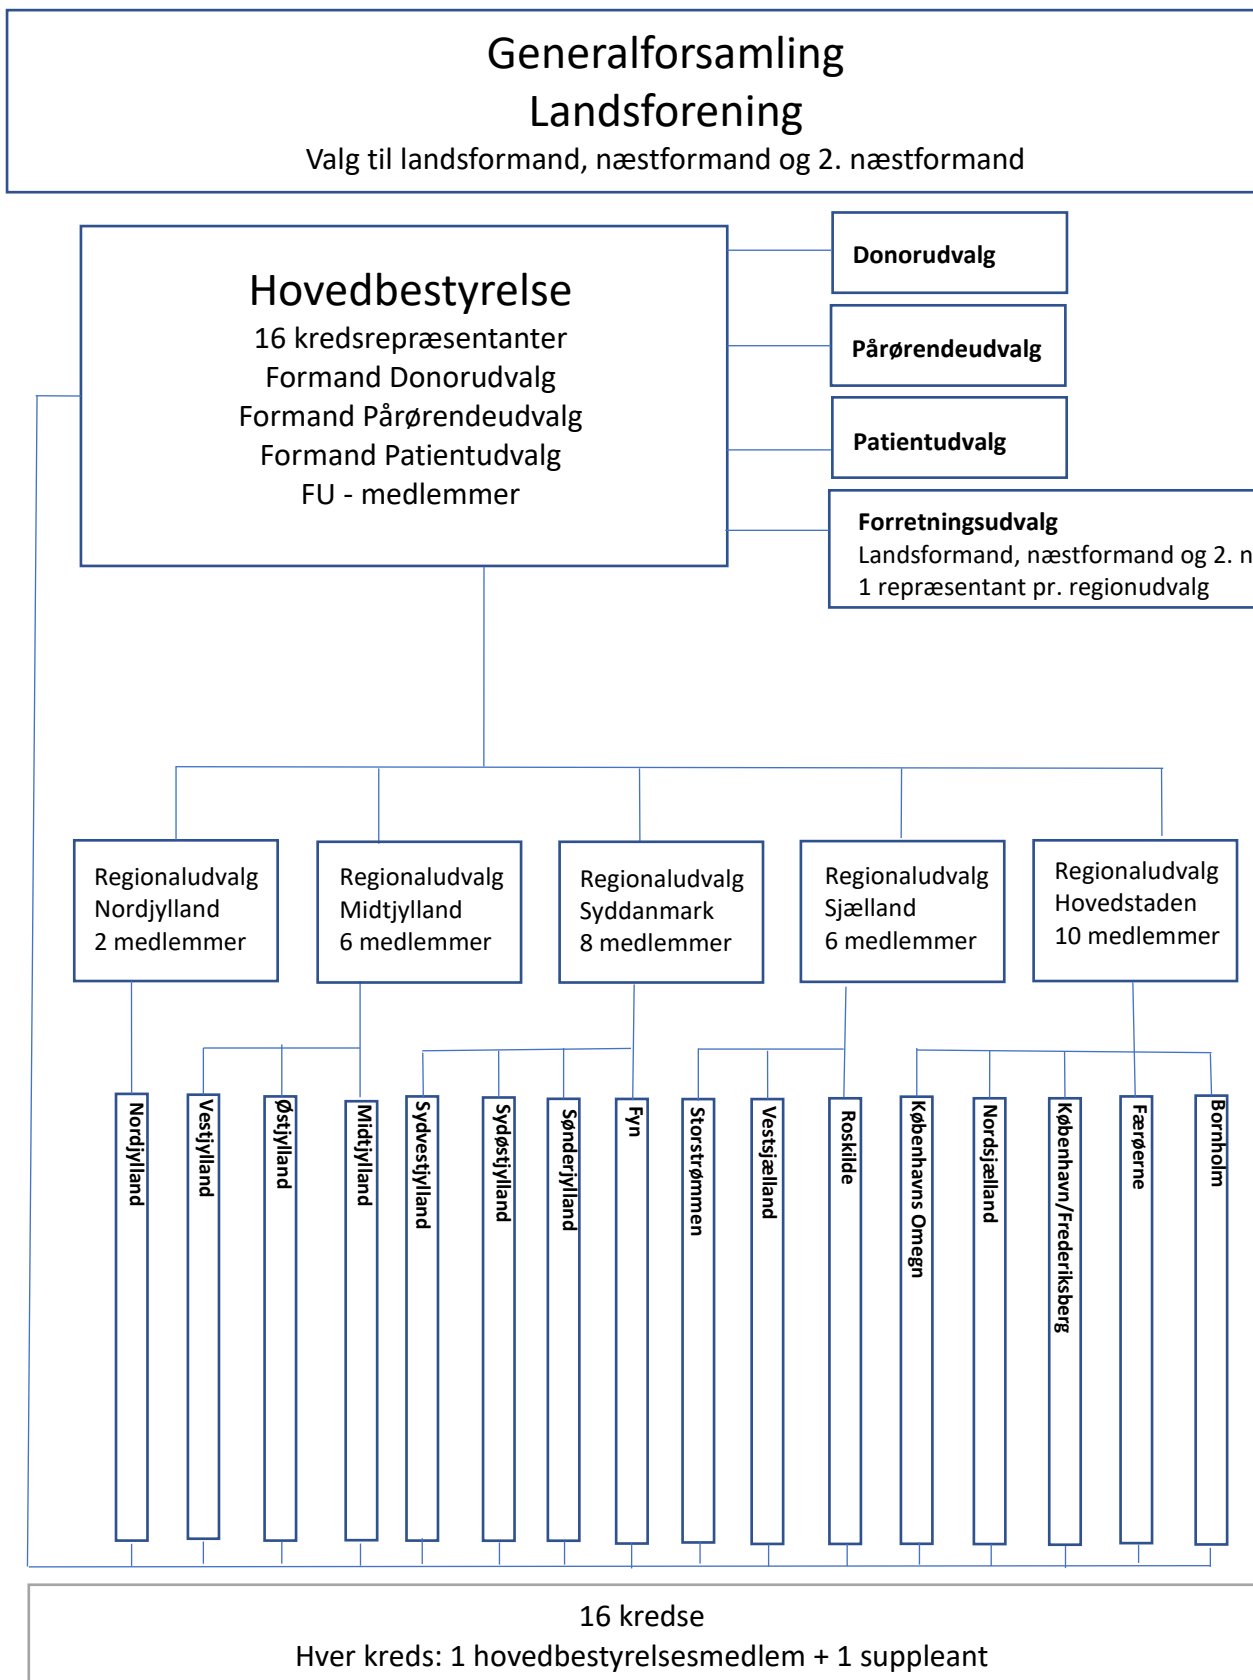 Generalforsamling
Landsforening
Valg til landsformand, næstformand og 2. næstformand
Hovedbestyrelse
16 kredsrepræsentanter
Formand Donorudvalg
Formand Pårørendeudvalg
Formand Patientudvalg
FU - medlemmer
Donorudvalg
Pårørendeudvalg
Patientudvalg
Forretningsudvalg
Landsformand, næstformand og 2. n
1 repræsentant pr. regionudvalg
Regionaludvalg
Nordjylland
2 medlemmer
Regionaludvalg
Midtjylland
6 medlemmer
Regionaludvalg
Syddanmark
8 medlemmer
Regionaludvalg
Sjælland
6 medlemmer
Regionaludvalg
Hovedstaden
10 medlemmer
Nordjylland
Vestjylland
Østjylland
Midtjylland
Sydvestjylland
Sydøstjylland
Sønderjylland
Fyn
Storstrømmen
Vestsjælland
Roskilde
Københavns Omegn
Nordsjælland
København/Frederiksberg
Færøerne
Bornholm
16 kredse
Hver kreds: 1 hovedbestyrelsesmedlem + 1 suppleant